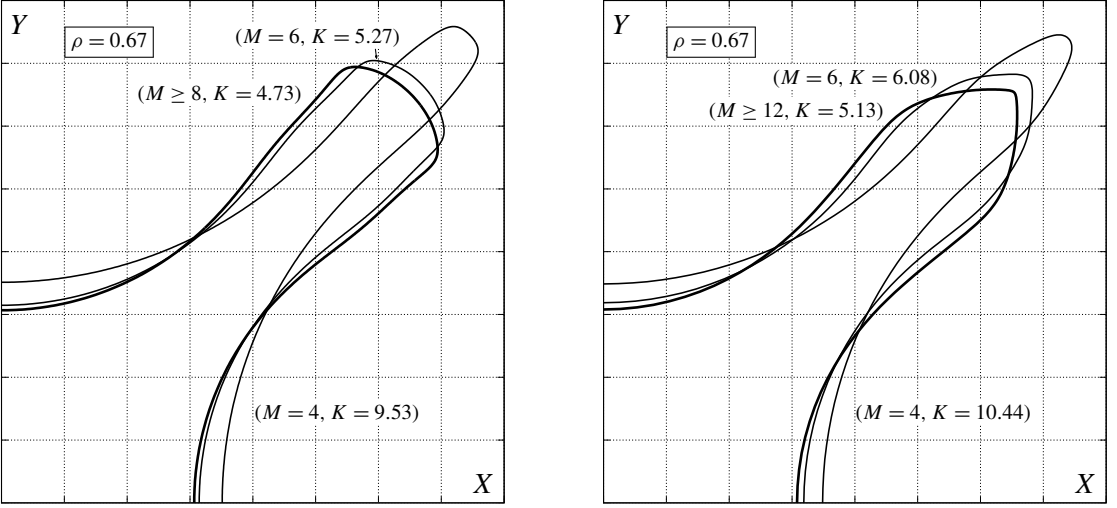 Y
ρ = 0.67
(M = 6, K = 5.27)
(M ≥ 8, K = 4.73)
(M = 4, K = 9.53)
X
Y
ρ = 0.67
(M = 6, K = 6.08)
(M ≥ 12, K = 5.13)
(M = 4, K = 10.44)
X